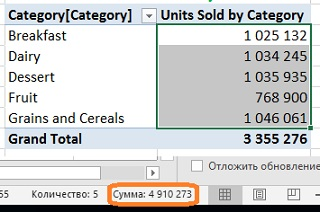 Category[Category] Units Sold by Category
Breakfast 1 025 132
Dairy 1 034 245
Dessert 1 035 935
Fruit 768 900
Grains and Cereals 1 046 061
Grand Total 3 355 276
Отложить обновление
55 Количество: 5 Сумма: 4 910 273